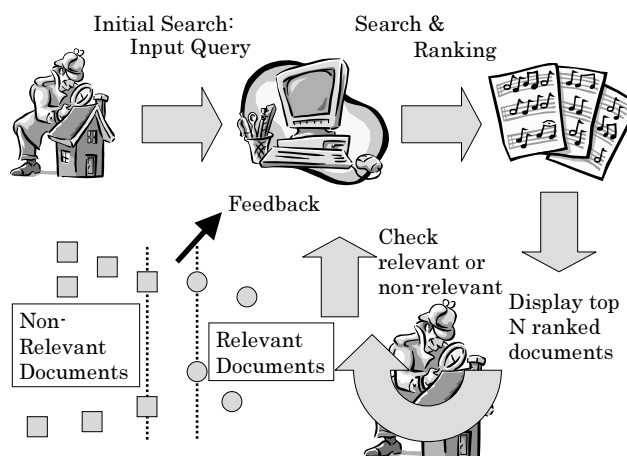 Initial Search:
Input Query
Search &
Ranking
Feedback
Check
relevant or
non-relevant
Display top
N ranked
documents
Non-
Relevant
Documents
Relevant
Documents